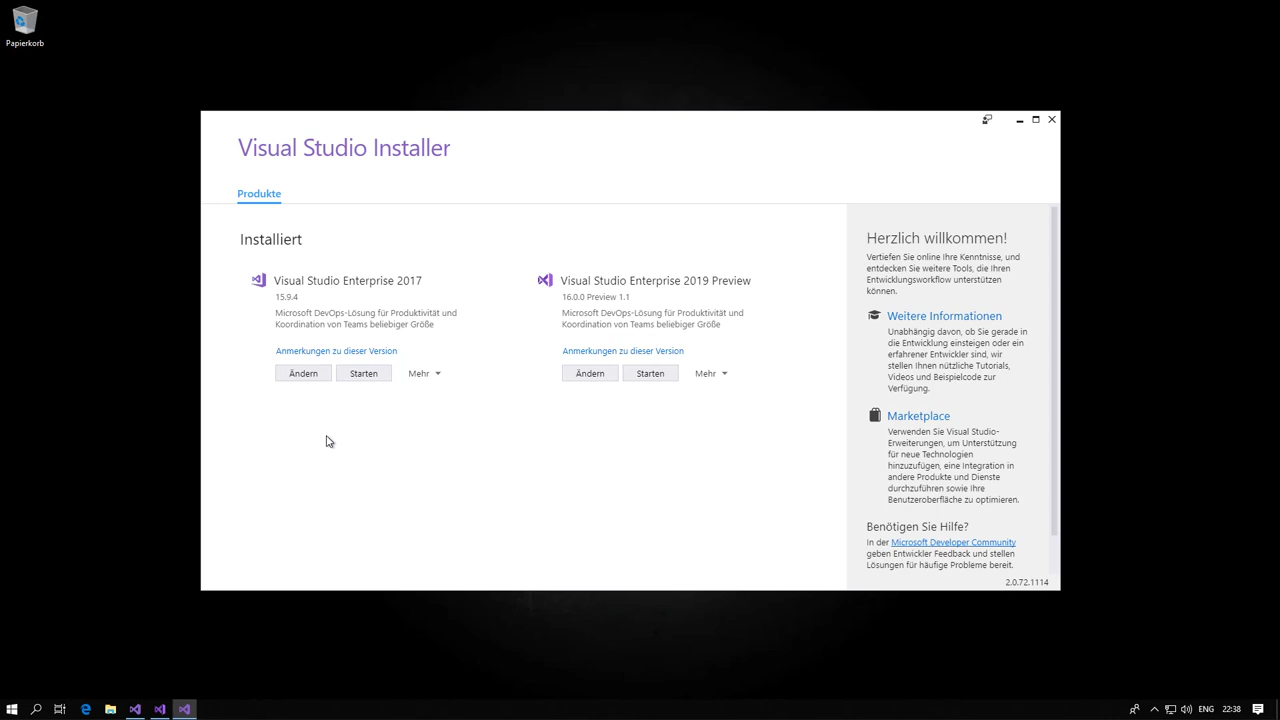 Papierkorb
Visual Studio Installer
Produkte
Installiert
Visual Studio Enterprise 2017
15.9.4
Microsoft DevOps-Lösung für Produktivität und
Koordination von Teams beliebiger Größe
Anmerkungen zu dieser Version
Ändern
Starten
Mehr
Visual Studio Enterprise 2019 Preview
16.0.0 Preview 1.1
Microsoft DevOps-Lösung für Produktivität und
Koordination von Teams beliebiger Größe
Anmerkungen zu dieser Version
Ändern
Starten
Mehr
Herzlich willkommen!
Vertiefen Sie online Ihre Kenntnisse, und
entdecken Sie weitere Tools, die Ihren
Entwicklungsworkflow unterstützen
können.
Weitere Informationen
Unabhängig davon, ob Sie gerade in
die Entwicklung einsteigen oder ein
erfahrener Entwickler sind, wir
stellen Ihnen nützliche Tutorials,
Videos und Beispielcode zur
Verfügung.
Marketplace
Verwenden Sie Visual Studio-
Erweiterungen, um Unterstützung
für neue Technologien
hinzuzufügen, eine Integration in
andere Produkte und Dienste
durchzuführen sowie Ihre
Benutzeroberfläche zu optimieren.
Benötigen Sie Hilfe?
In der Microsoft Developer Community
geben Entwickler Feedback und stellen
Lösungen für häufige Probleme bereit.
2.0.72.1114
ENG
22:38